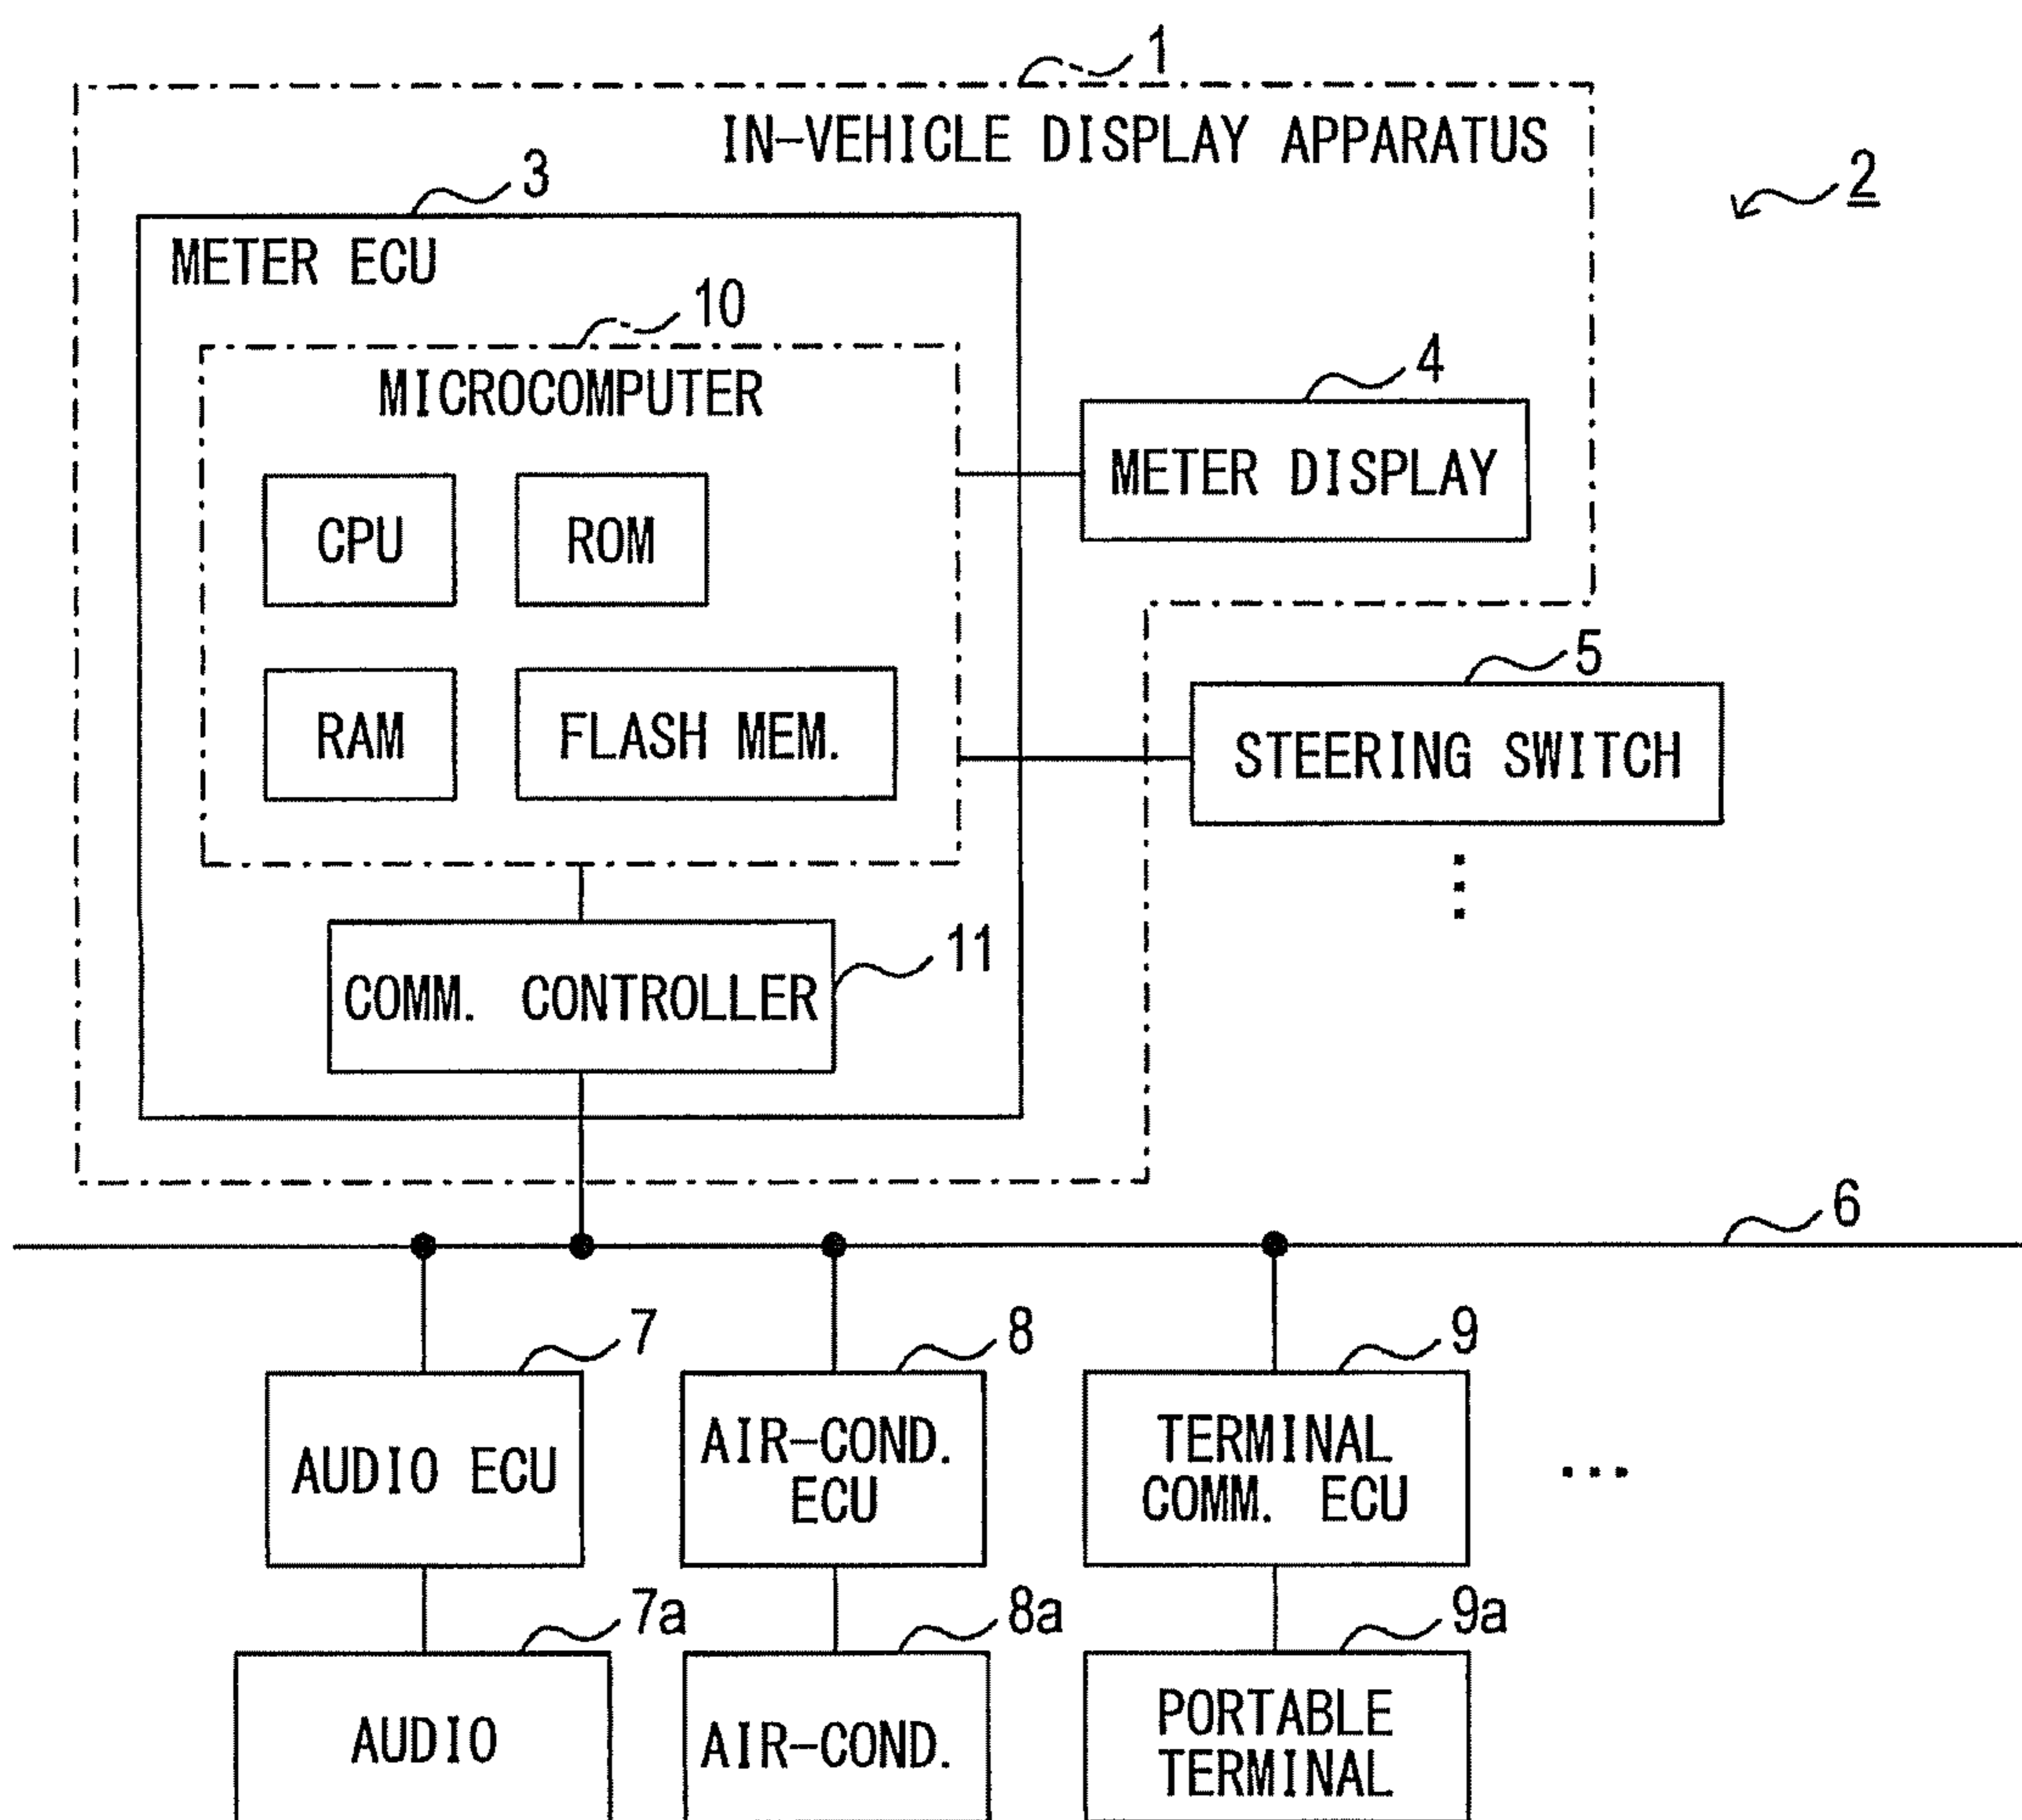 1
IN-VEHICLE DISPLAY APPARATUS
2
3
METER ECU
10
MICROCOMPUTER
4
METER DISPLAY
CPU
ROM
5
RAM
FLASH MEM.
STEERING SWITCH
11
COMM. CONTROLLER
6
7
8
9
AUDIO ECU
AIR-COND.
ECU
TERMINAL
COMM. ECU
7a
8a
9a
AUDIO
AIR-COND.
PORTABLE
TERMINAL